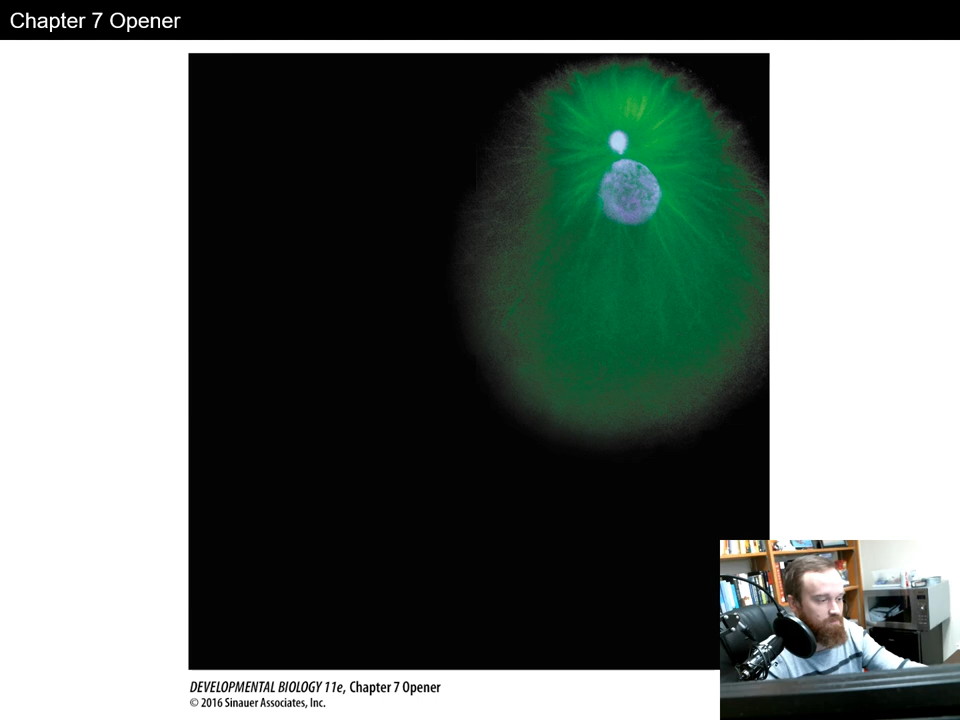 Chapter 7 Opener
DEVELOPMENTAL BIOLOGY 11e, Chapter 7 Opener
© 2016 Sinauer Associates, Inc.